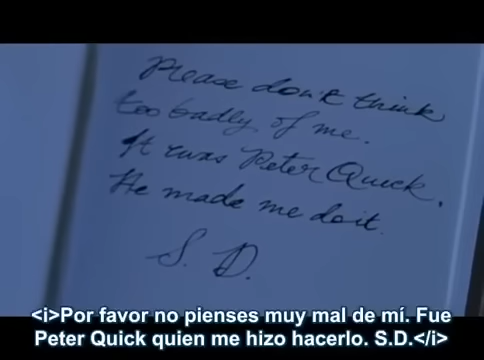 Please don't think
too badly of me.
It was Peter Quick.
He made me do it.
S. D.
<i>Por favor no pienses muy mal de mí. Fue
Peter Quick quien me hizo hacerlo. S.D.</i>